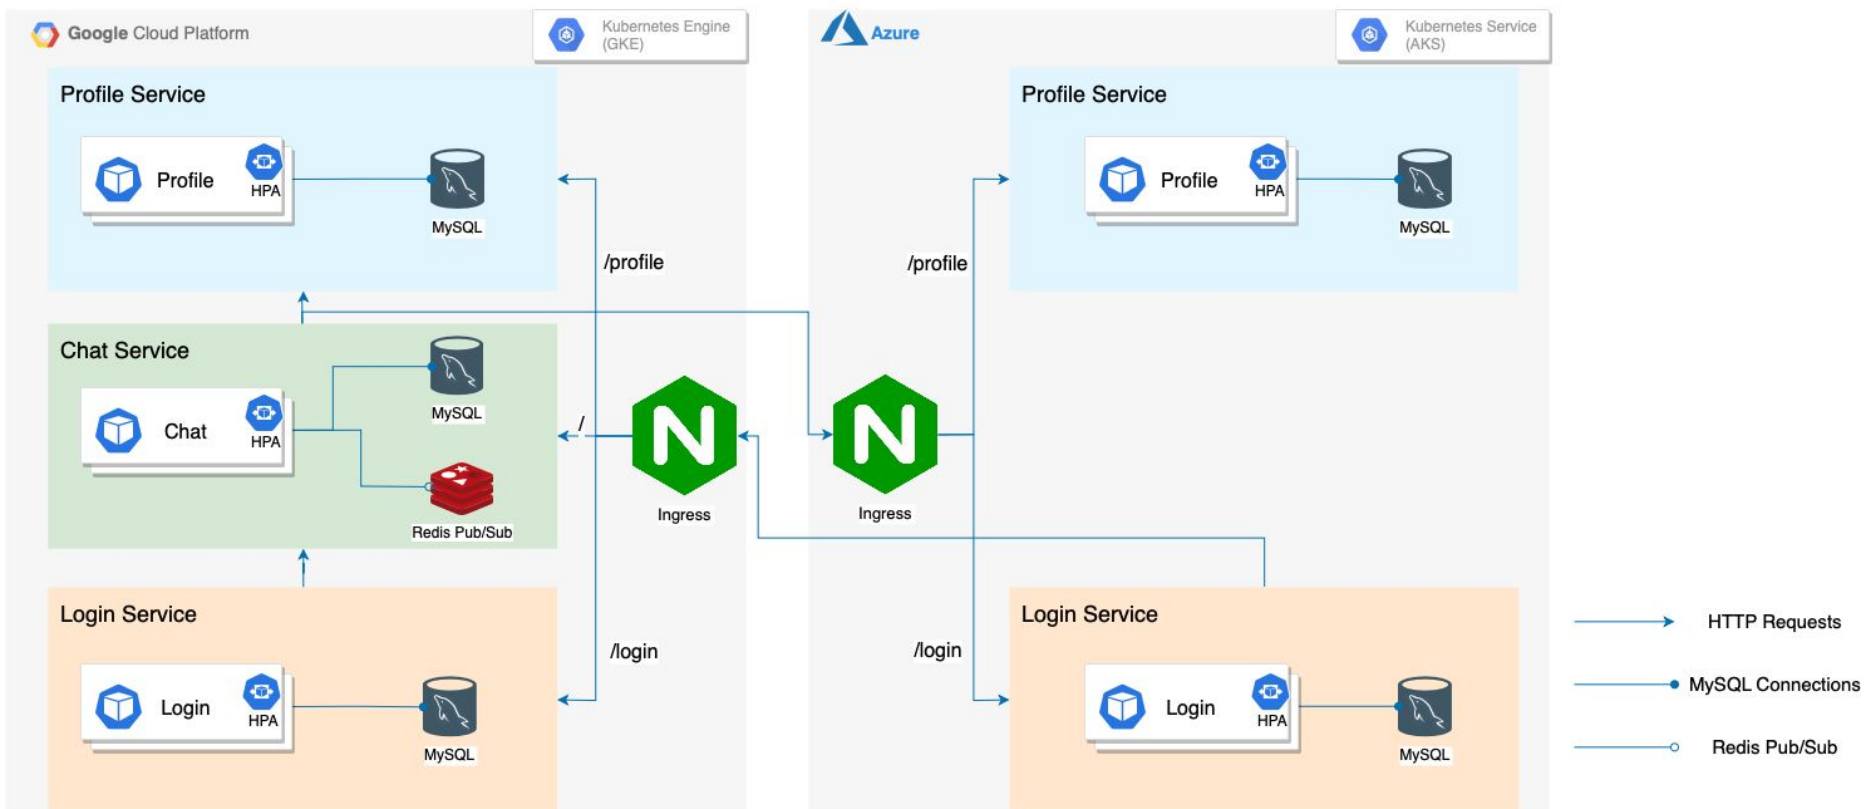 Google Cloud Platform
Kubernetes Engine
(GKE)
Azure
Kubernetes Service
(AKS)
Profile Service
Profile
HPA
MySQL
/profile
Chat Service
Chat
HPA
MySQL
Redis Pub/Sub
/
N
Ingress
Login Service
Login
HPA
MySQL
/login
Profile Service
Profile
HPA
MySQL
/profile
N
Ingress
Login Service
Login
HPA
MySQL
/login
HTTP Requests
MySQL Connections
Redis Pub/Sub